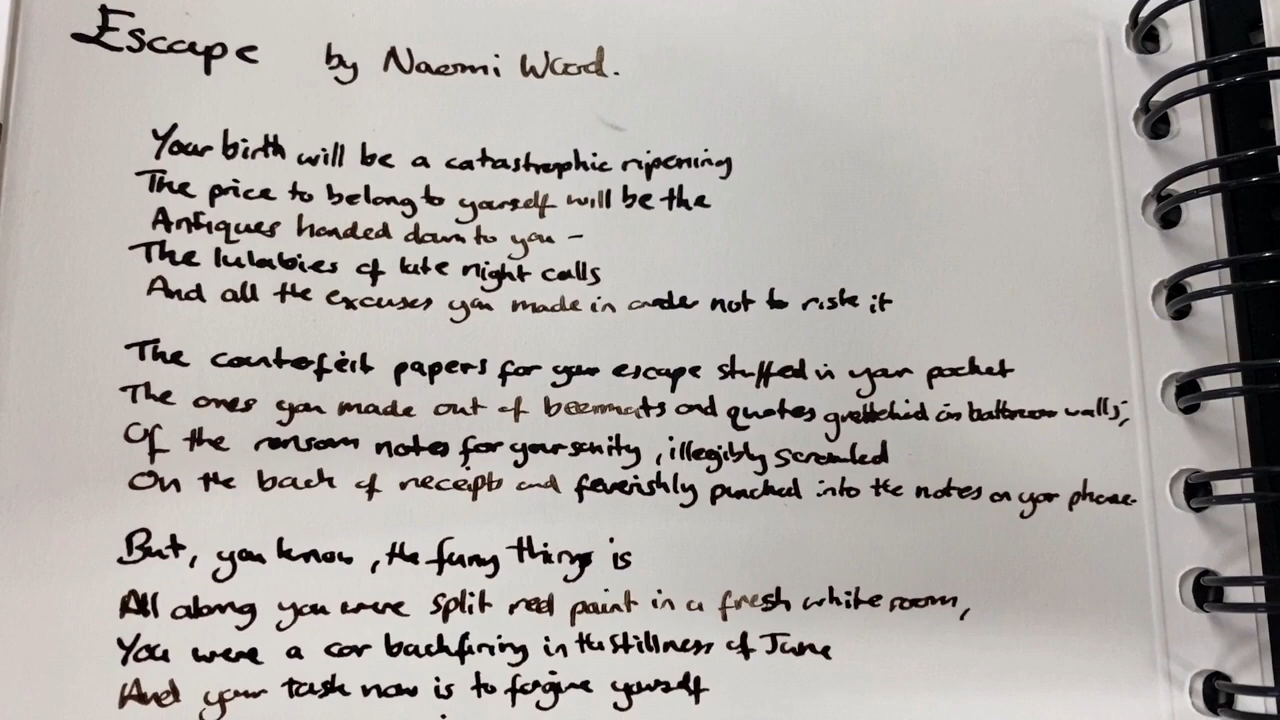 Escape by Naomi Wood.
Your birth will be a catastrophic ripening
The price to belong to yourself will be the
Antiques handed down to you –
The lulabies of late night calls
And all the excuses you made in order not to risk it
The counterfeit papers for your escape stuffed in your pocket
The ones you made out of beermats and quotes on bathroom walls,
Of the ransom notes for your sanity, illegibly scrawled
On the back of receipts and feverishly punched into the notes on your phone.
But, you know, the funny things is
All along you were split red paint in a fresh white room,
You were a car backfiring in the stillness of June
And your task now is to forgive yourself